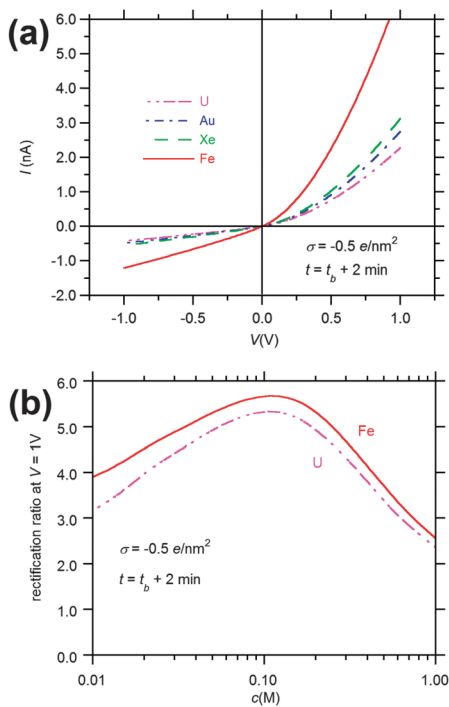 (a)
6.0
5.0
4.0
3.0
2.0
1.0
0.0
-1.0
-2.0
I (nA)
U
Au
Xe
Fe
σ = -0.5 e/nm²
t = t_b + 2 min
-1.0 -0.5 0.0 0.5 1.0
V(V)
(b)
6.0
5.0
4.0
3.0
2.0
1.0
0.0
rectification ratio at V = 1V
Fe
U
σ = -0.5 e/nm²
t = t_b + 2 min
0.01 0.10 1.00
c(M)